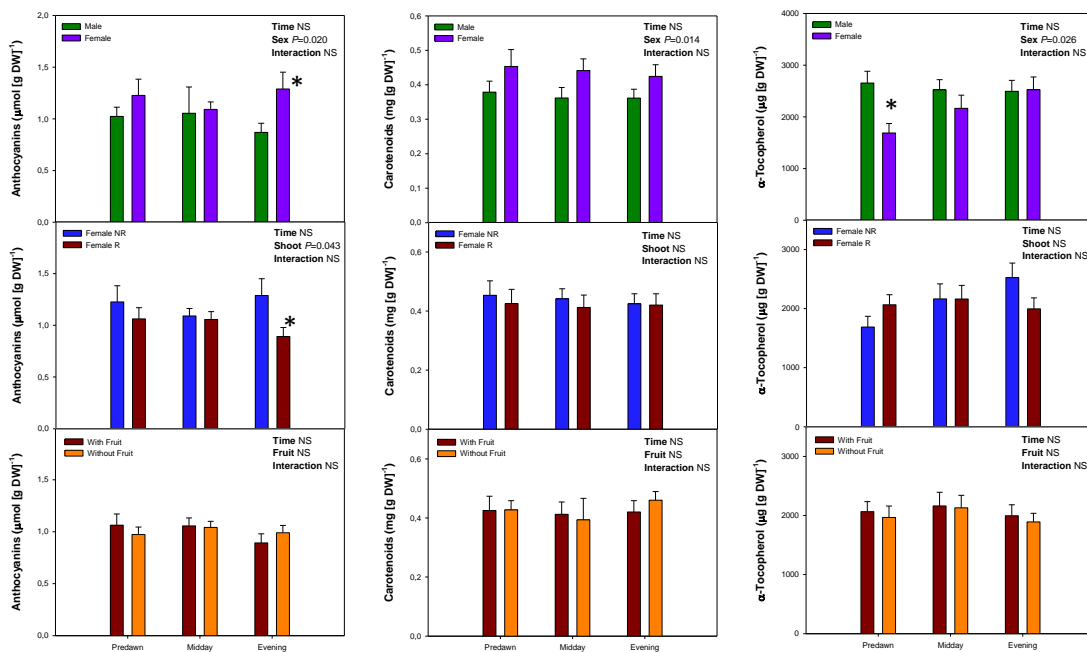 Anthocyanins (µmol [g DW]⁻¹)
2,0
1,5
1,0
0,5
0,0
Male
Female
Time NS
Sex P=0.020
Interaction NS
*
Carotenoids (mg [g DW]⁻¹)
0,6
0,5
0,4
0,3
0,2
0,1
0,0
Male
Female
Time NS
Sex P=0.014
Interaction NS
α-Tocopherol (µg [g DW]⁻¹)
4000
3000
2000
1000
0
Male
Female
Time NS
Sex P=0.026
Interaction NS
*
Anthocyanins (µmol [g DW]⁻¹)
1,5
1,0
0,5
0,0
Female NR
Female R
Time NS
Shoot P=0.043
Interaction NS
*
Carotenoids (mg [g DW]⁻¹)
0,6
0,4
0,2
0,0
Female NR
Female R
Time NS
Shoot NS
Interaction NS
α-Tocopherol (µg [g DW]⁻¹)
3000
2000
1000
0
Female NR
Female R
Time NS
Shoot NS
Interaction NS
Anthocyanins (µmol [g DW]⁻¹)
1,5
1,0
0,5
0,0
With Fruit
Without Fruit
Time NS
Fruit NS
Interaction NS
Predawn
Midday
Evening
Carotenoids (mg [g DW]⁻¹)
0,6
0,4
0,2
0,0
With Fruit
Without Fruit
Time NS
Fruit NS
Interaction NS
Predawn
Midday
Evening
α-Tocopherol (µg [g DW]⁻¹)
3000
2000
1000
0
With Fruit
Without Fruit
Time NS
Fruit NS
Interaction NS
Predawn
Midday
Evening